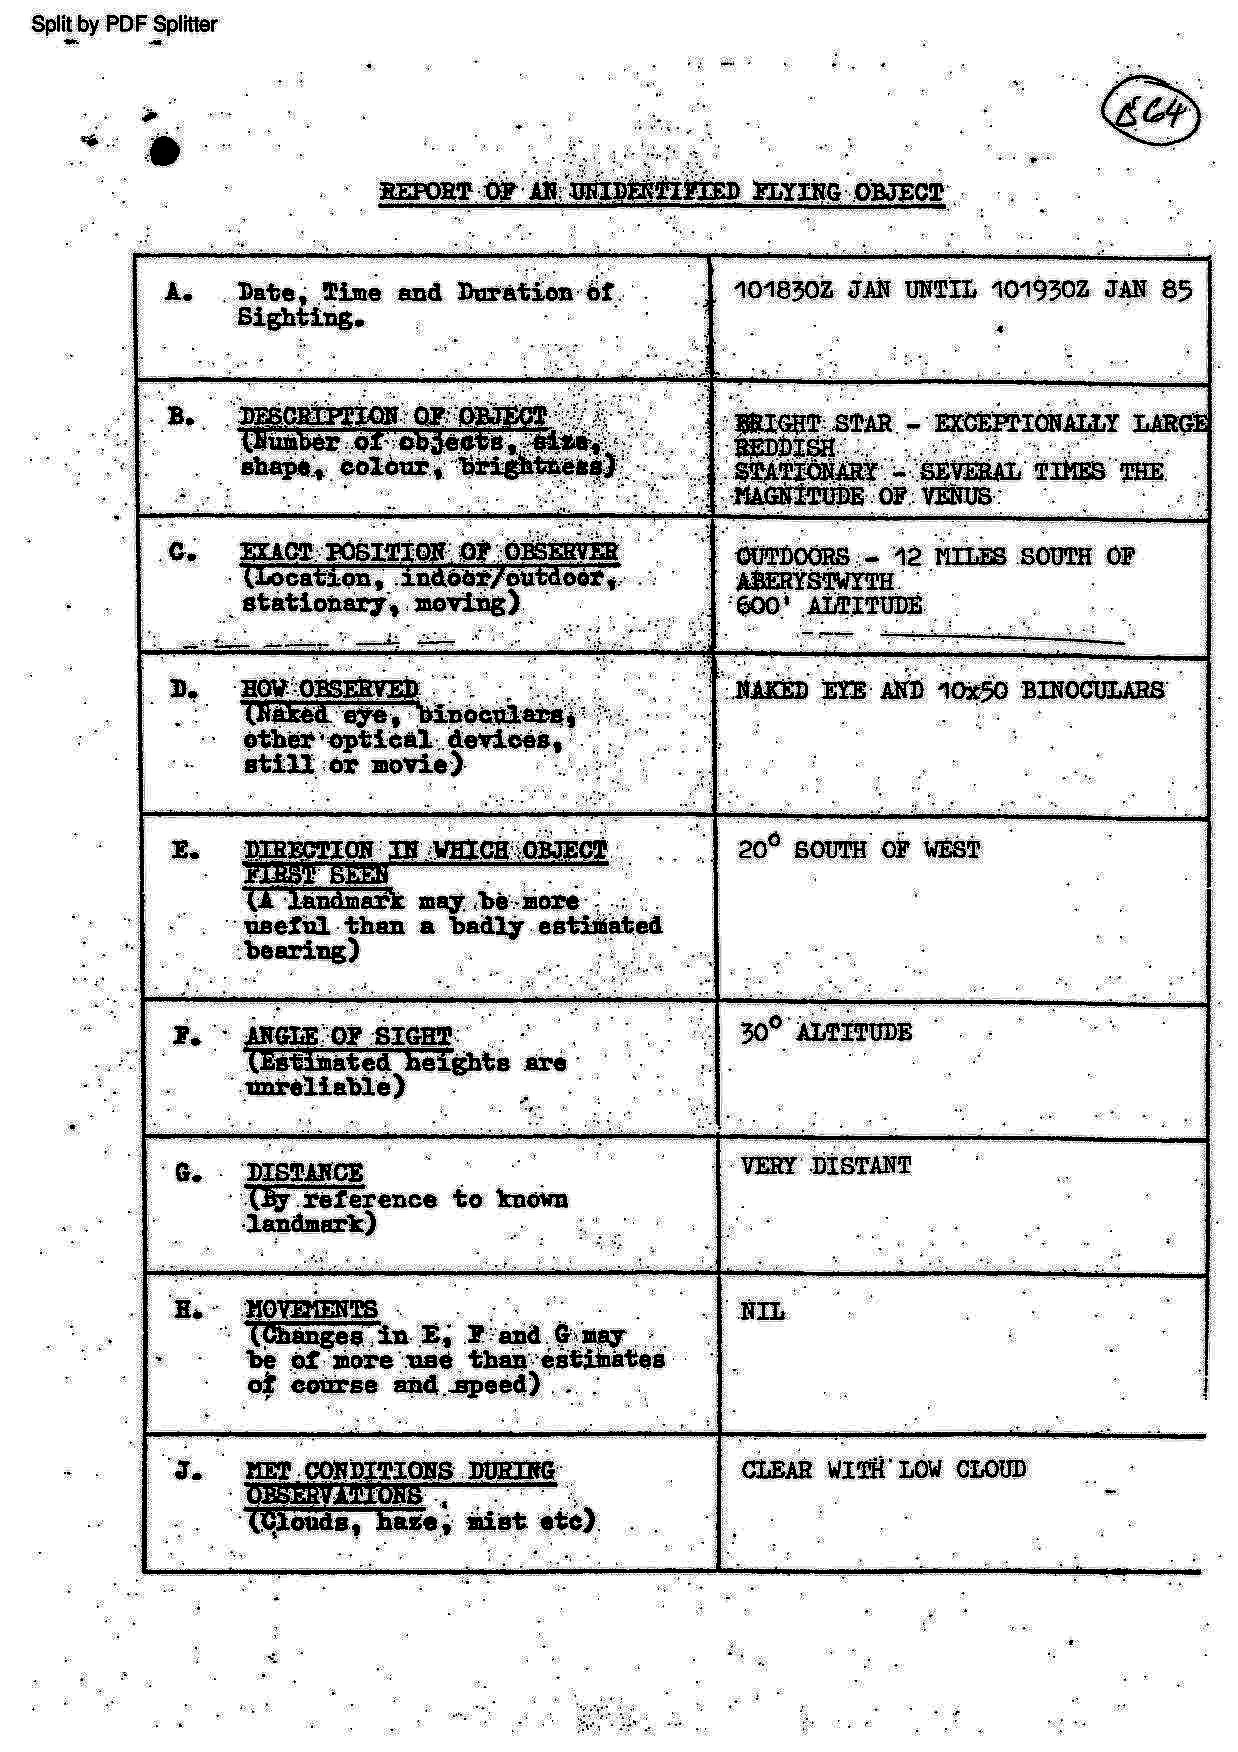 Split by PDF Splitter
E64
REPORT OF AN UNIDENTIFIED FLYING OBJECT
A. Date, Time and Duration of
Sighting.
101830Z JAN UNTIL 101930Z JAN 85
B. DESCRIPTION OF OBJECT
(Number of objects, size,
shape, colour, brightness)
BRIGHT STAR - EXCEPTIONALLY LARGE
REDDISH
STATIONARY - SEVERAL TIMES THE
MAGNITUDE OF VENUS
C. EXACT POSITION OF OBSERVER
(Location, indoor/outdoor,
stationary, moving)
OUTDOORS - 12 MILES SOUTH OF
ABERYSTWYTH
600' ALTITUDE
D. HOW OBSERVED
(Naked eye, binoculars,
other optical devices,
still or movie)
NAKED EYE AND 10x50 BINOCULARS
E. DIRECTION IN WHICH OBJECT
FIRST SEEN
(A landmark may be more
useful than a badly estimated
bearing)
20° SOUTH OF WEST
F. ANGLE OF SIGHT
(Estimated heights are
unreliable)
30° ALTITUDE
G. DISTANCE
(By reference to known
landmark)
VERY DISTANT
H. MOVEMENTS
(Changes in E, F and G may
be of more use than estimates
of course and speed)
NIL
J. MET CONDITIONS DURING
OBSERVATIONS
(Clouds, haze, mist etc)
CLEAR WITH LOW CLOUD